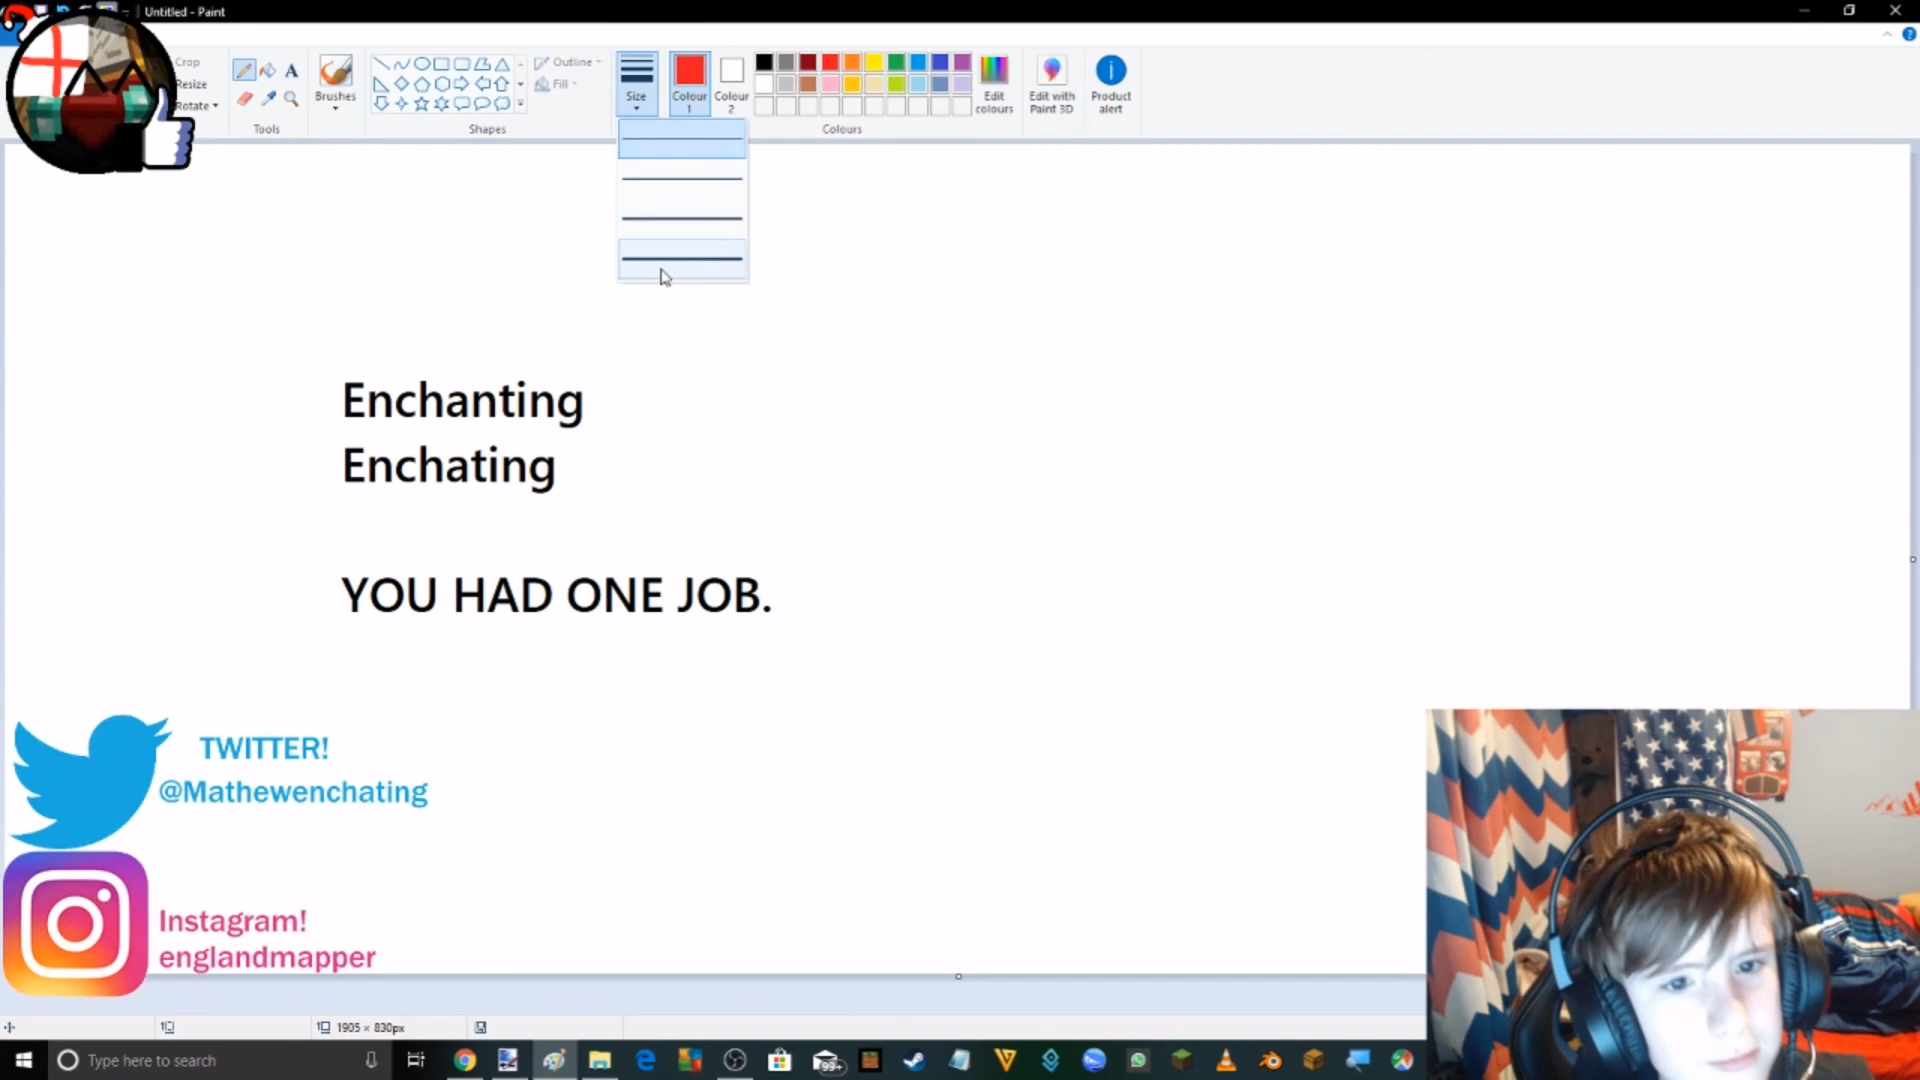 Untitled - Paint
Crop
Resize
Rotate
Tools
Brushes
Outline
Fill
Shapes
Size
Colour 1
Colour 2
Edit colours
Colours
Edit with Paint 3D
Product alert
Enchanting
Enchating
YOU HAD ONE JOB.
TWITTER!
@Mathewenchating
Instagram!
englandmapper
1905 × 830px
Type here to search
99+